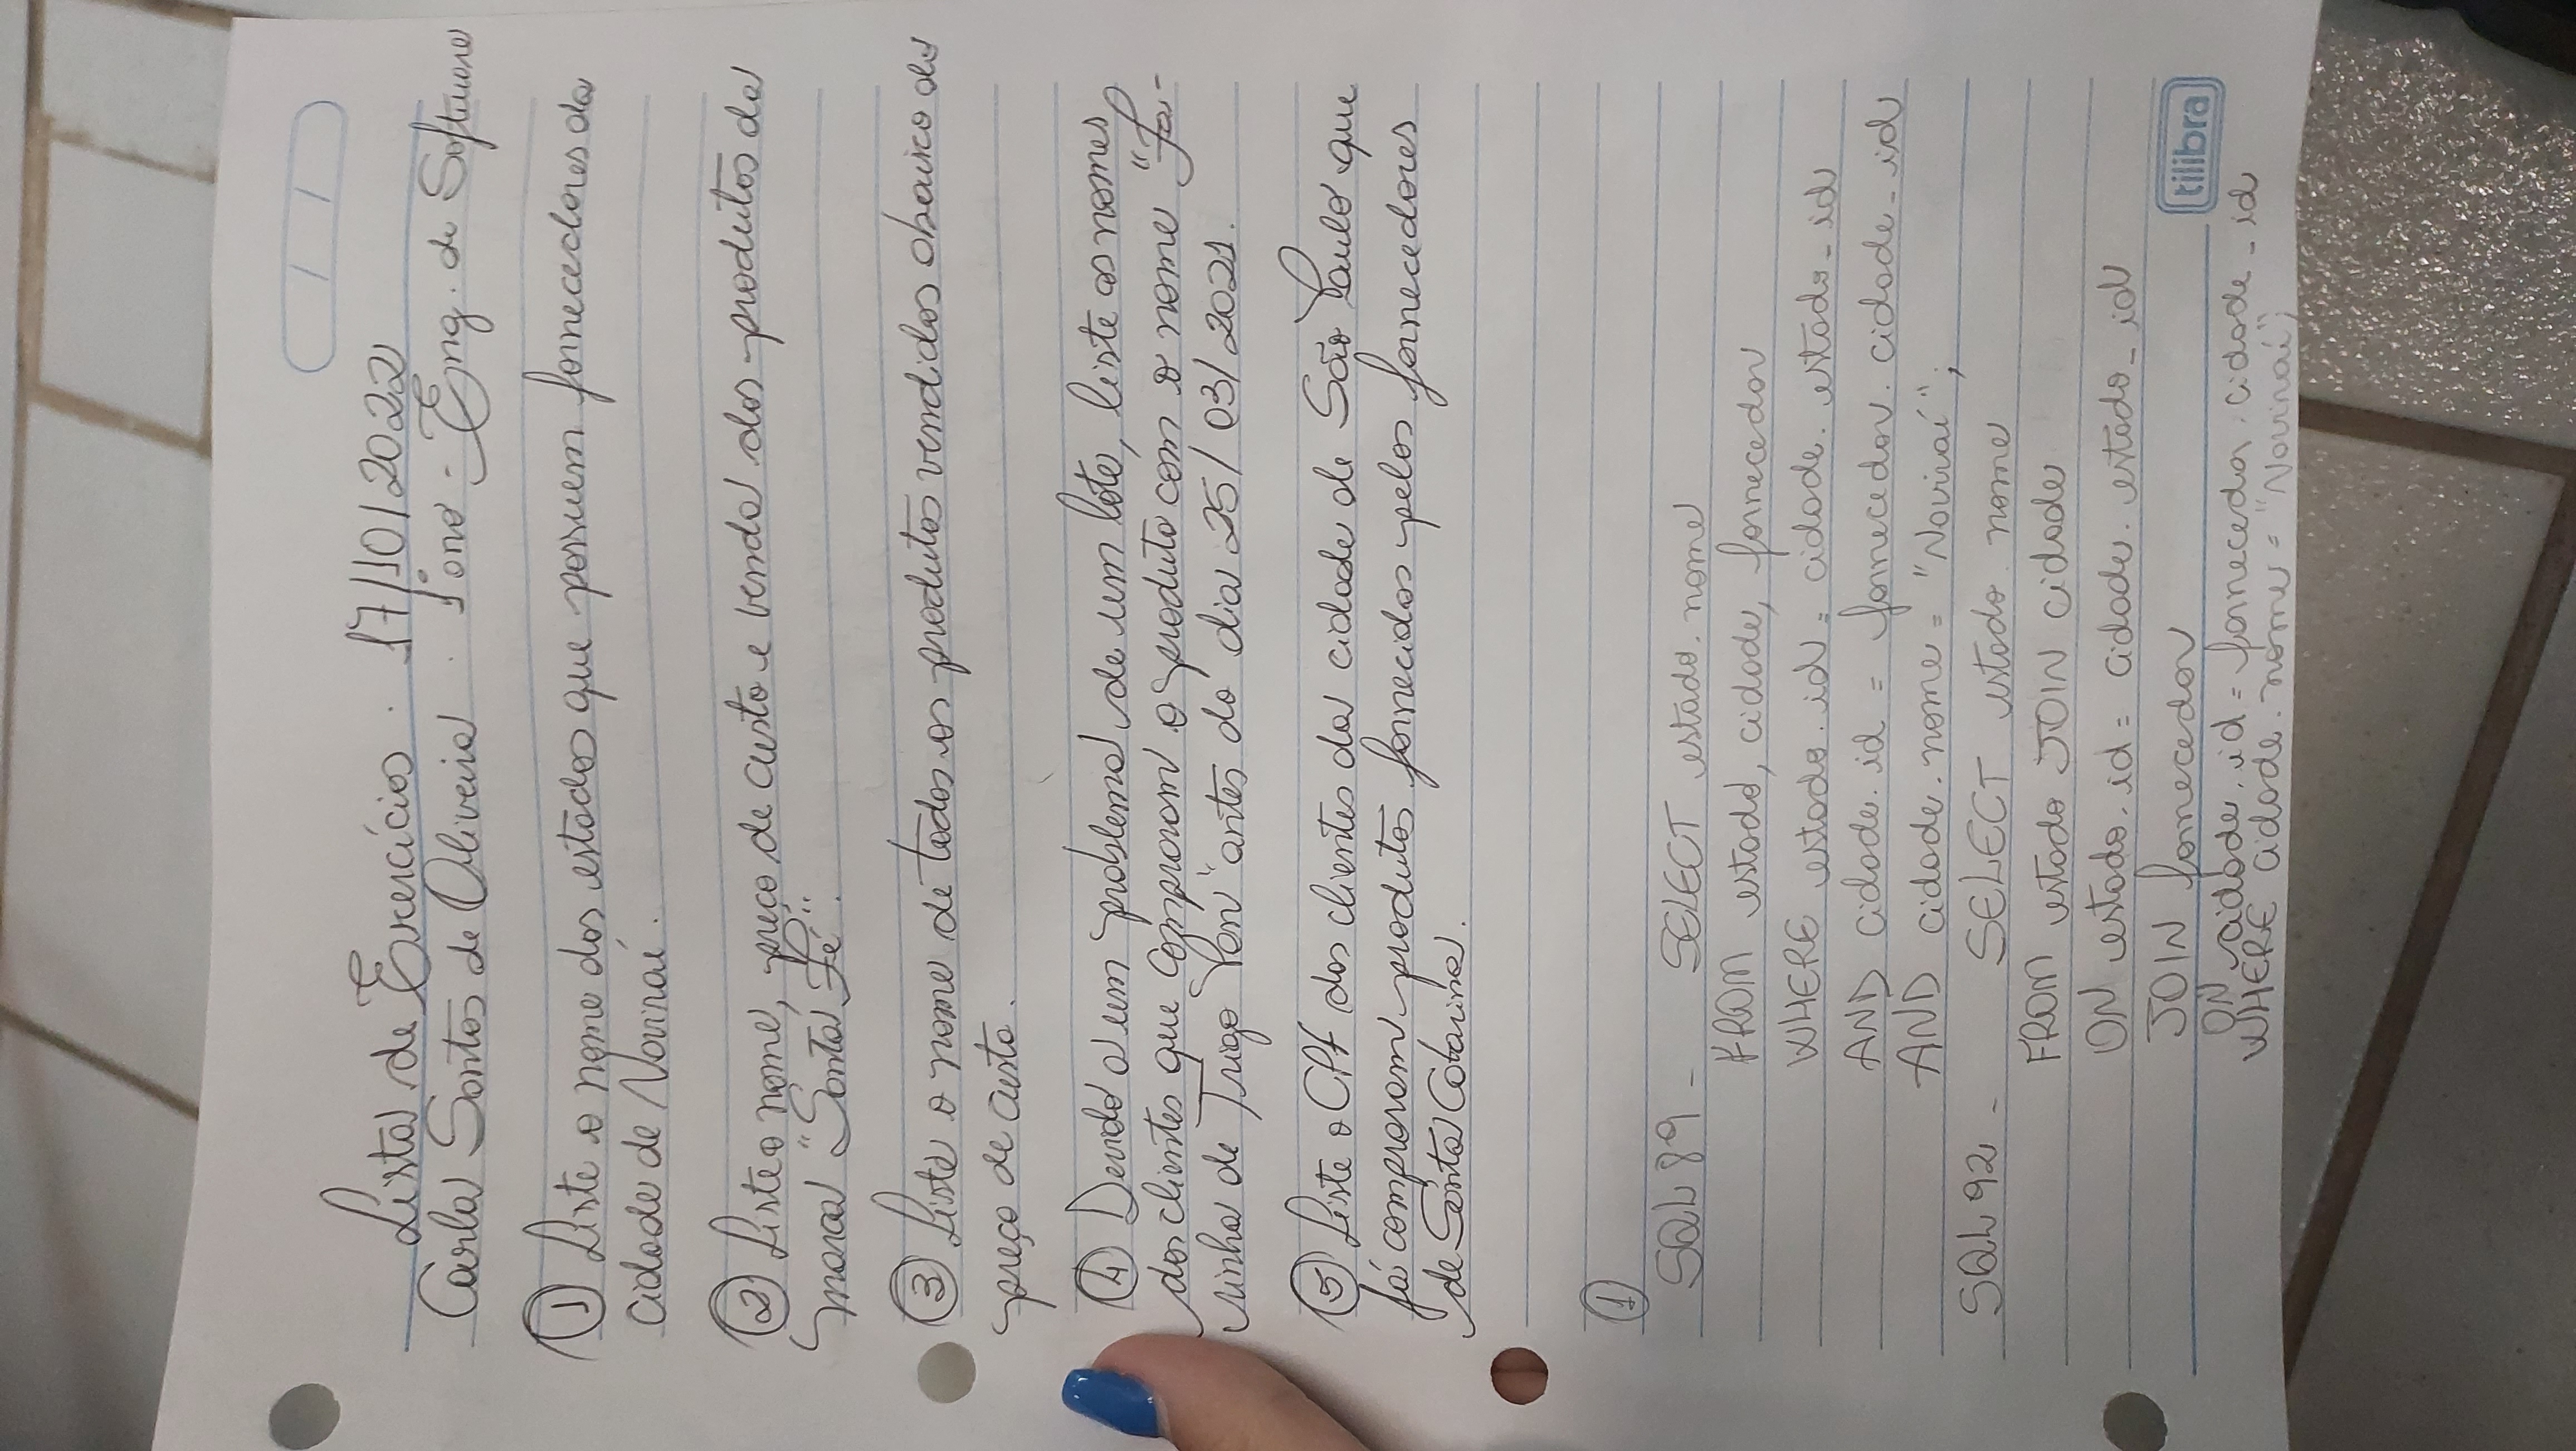 Lista de Exercícios . 17/10/2022
Carla Santos de Oliveira . 1º ano - Eng. de Software
① Liste o nome dos estados que possuem fornecedores da
cidade de Naviraí.
② Liste o nome, preço de custo e venda dos produtos da
marca "Santa Fé".
③ Liste o nome de todos os produtos vendidos abaixo do
preço de custo.
④ Devido a um problema de um lote, liste os nomes
dos clientes que compraram o produto com o nome "Fa-
rinha de Trigo Pan" antes do dia 25/03/2021.
⑤ Liste o CPF dos clientes da cidade de São Paulo que
já compraram produtos fornecidos pelos fornecedores
de Santa Catarina.
①
SQL 89 - SELECT estado.nome
FROM estado, cidade, fornecedor
WHERE estado.id = cidade.estado_id
AND cidade.id = fornecedor.cidade_id
AND cidade.nome = "Naviraí";
SQL 92 - SELECT estado.nome
FROM estado JOIN cidade
ON estado.id = cidade.estado_id
JOIN fornecedor
ON cidade.id = fornecedor.cidade_id
WHERE cidade.nome = "Naviraí";
tilibra